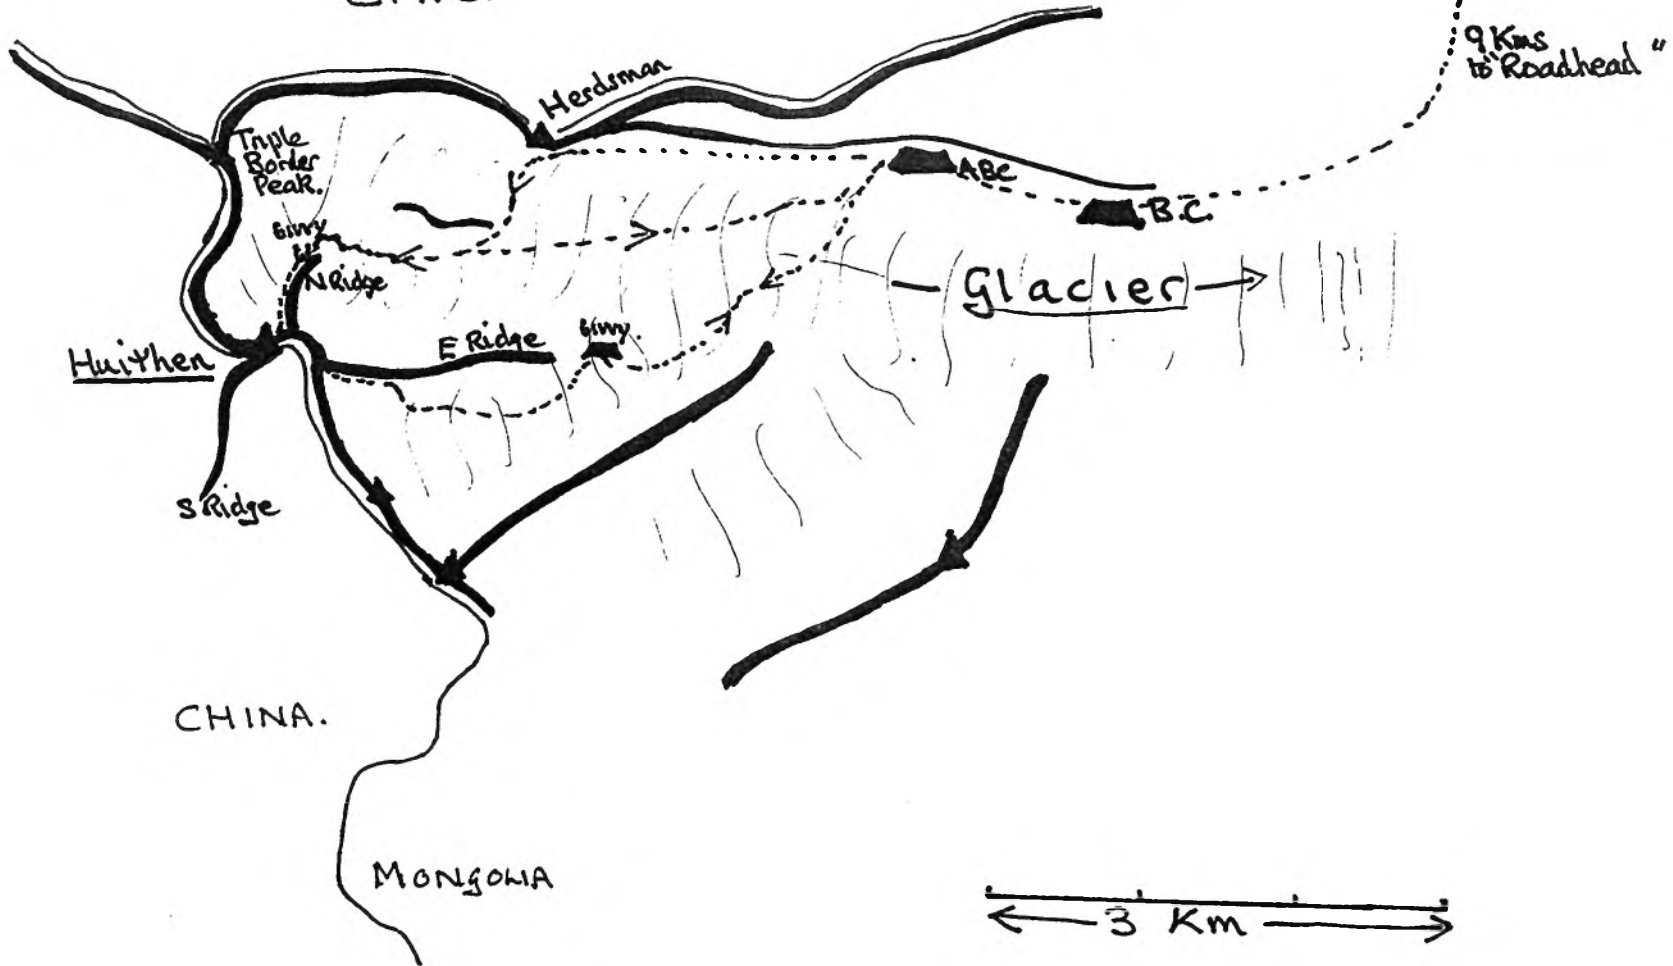 9 Kms
to "Roadhead"
Herdsman
Triple
Border
Peak.
ABC
B.C.
Bivvy
N Ridge
Glacier
E Ridge
Bivvy.
Huithen
S Ridge
CHINA.
MONGOLIA
3 Km